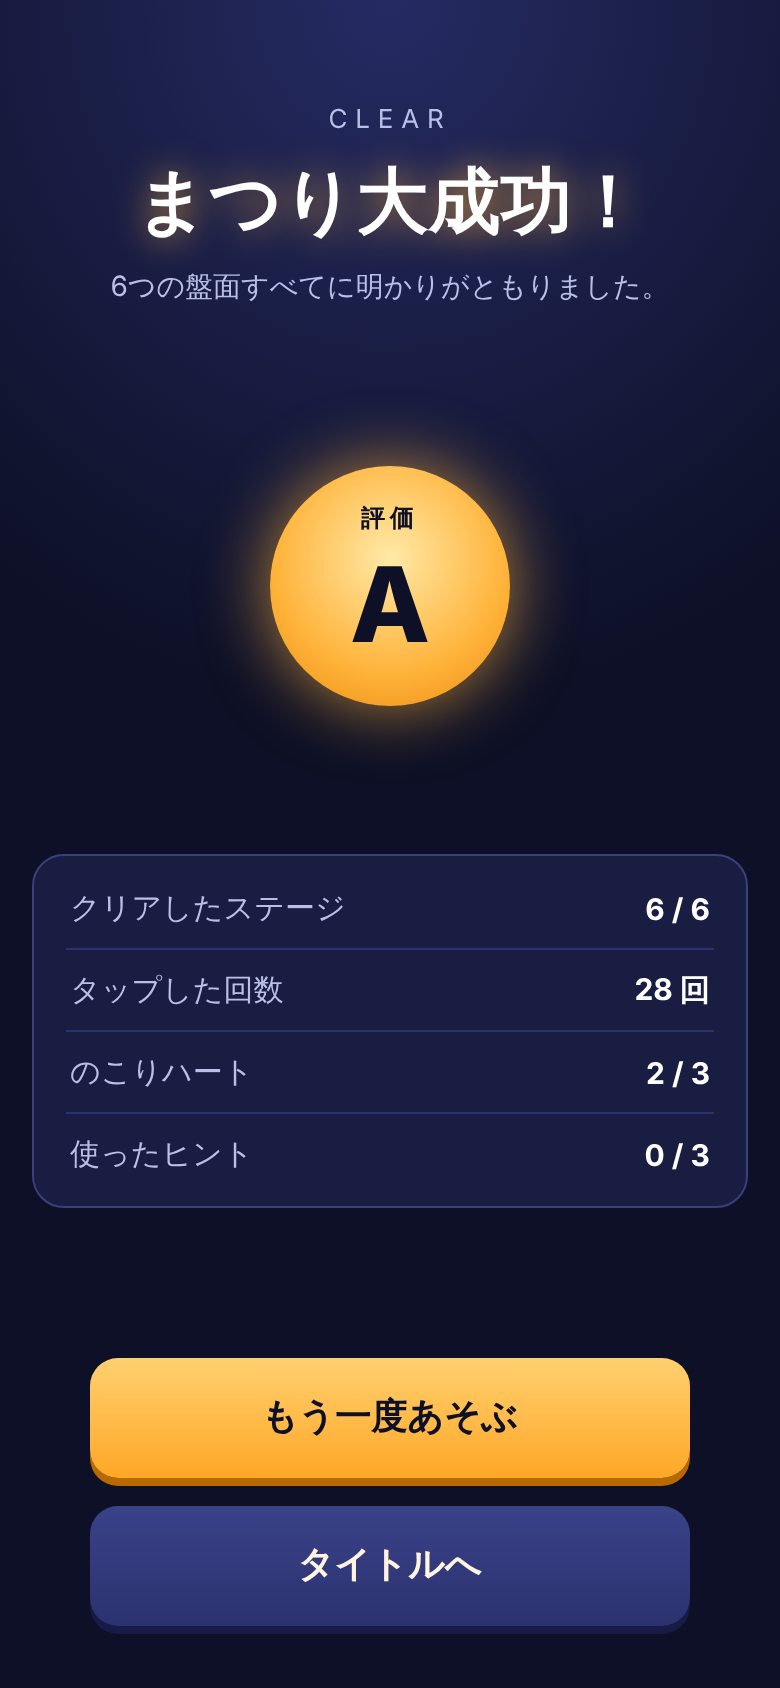 CLEAR
まつり大成功！
6つの盤面すべてに明かりがともりました。
評価
A
クリアしたステージ 6 / 6
タップした回数 28 回
のこりハート 2 / 3
使ったヒント 0 / 3
もう一度あそぶ
タイトルへ